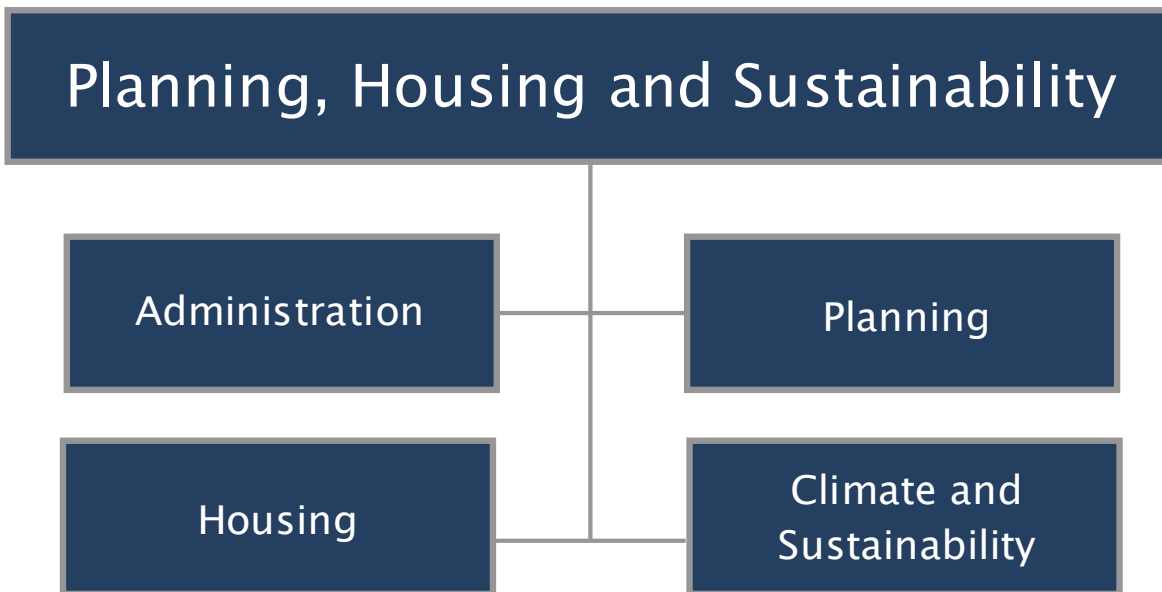 Planning, Housing and Sustainability
Administration
Planning
Housing
Climate and
Sustainability